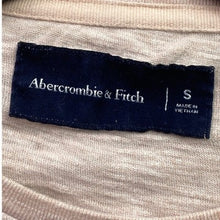 Abercrombie & Fitch
S
MADE IN
VIETNAM